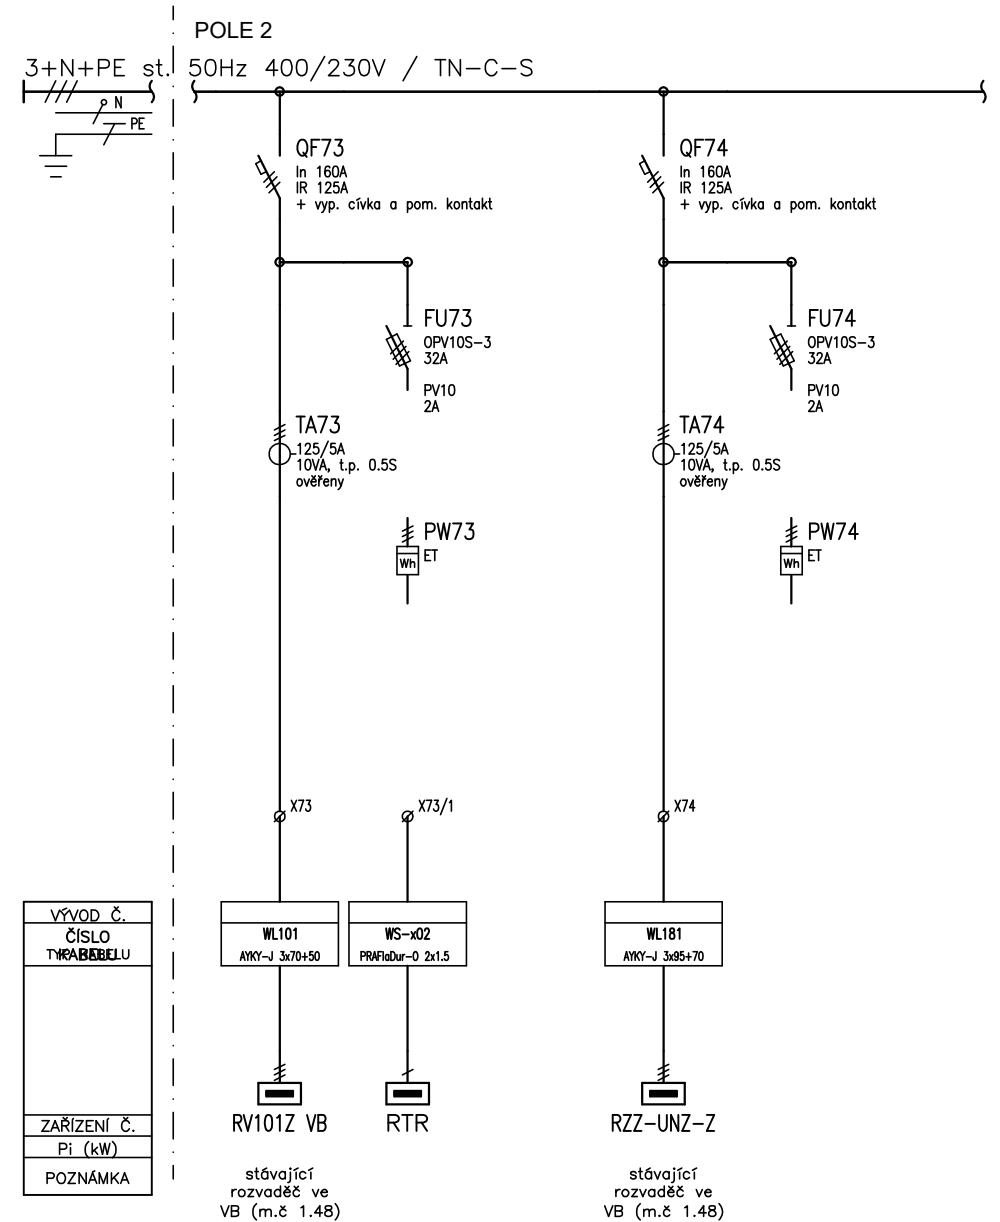 POLE 2
3+N+PE st. 50Hz 400/230V / TN-C-S
N
PE
QF73
In 160A
IR 125A
+ vyp. cívka a pom. kontakt
QF74
In 160A
IR 125A
+ vyp. cívka a pom. kontakt
FU73
OPV10S-3
32A
PV10
2A
FU74
OPV10S-3
32A
PV10
2A
TA73
125/5A
10VA, t.p. 0.5S
ověřeny
TA74
125/5A
10VA, t.p. 0.5S
ověřeny
PW73
ET
Wh
PW74
ET
Wh
X73
X73/1
X74
VÝVOD Č.
ČÍSLO KABELU
TYP KABELU
WL101
AYKY-J 3x70+50
WS-x02
PRAFlaDur-O 2x1.5
WL181
AYKY-J 3x95+70
ZAŘÍZENÍ Č.
RV101Z VB
RTR
RZZ-UNZ-Z
Pi (kW)
POZNÁMKA
stávající
rozvaděč ve
VB (m.č 1.48)
stávající
rozvaděč ve
VB (m.č 1.48)